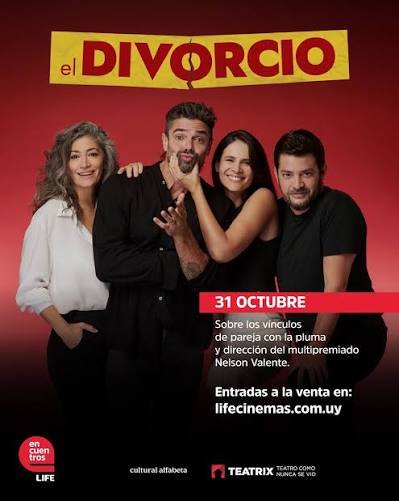 el DIVORCIO
31 OCTUBRE
Sobre los vínculos
de pareja con la pluma
y dirección del multipremiado
Nelson Valente.
Entradas a la venta en:
lifecinemas.com.uy
en
cuen
tros
LIFE
cultural alfabeta
TEATRIX
TEATRO COMO
NUNCA SE VIO